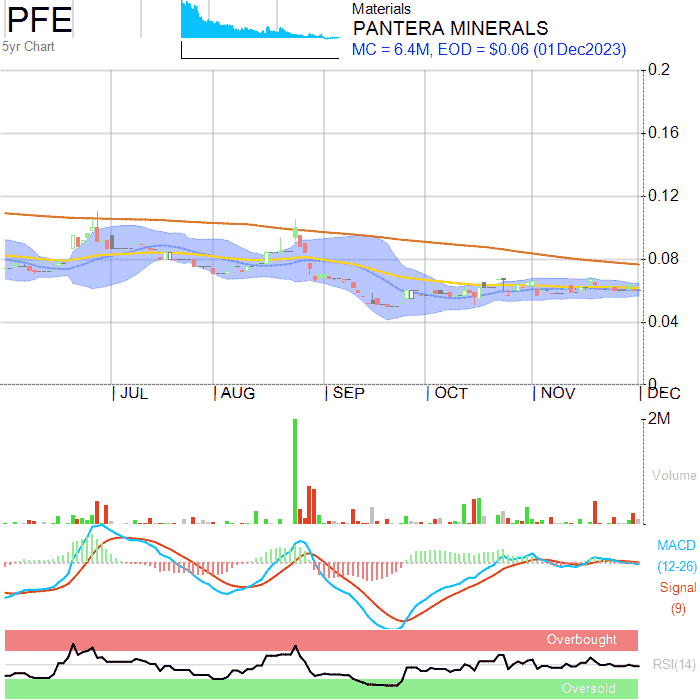 PFE
5yr Chart
Materials
PANTERA MINERALS
MC = 6.4M, EOD = $0.06 (01Dec2023)
0.2
0.16
0.12
0.08
0.04
0
JUL AUG SEP OCT NOV DEC
2M
Volume
MACD
(12-26)
Signal
(9)
Overbought
RSI(14)
Oversold